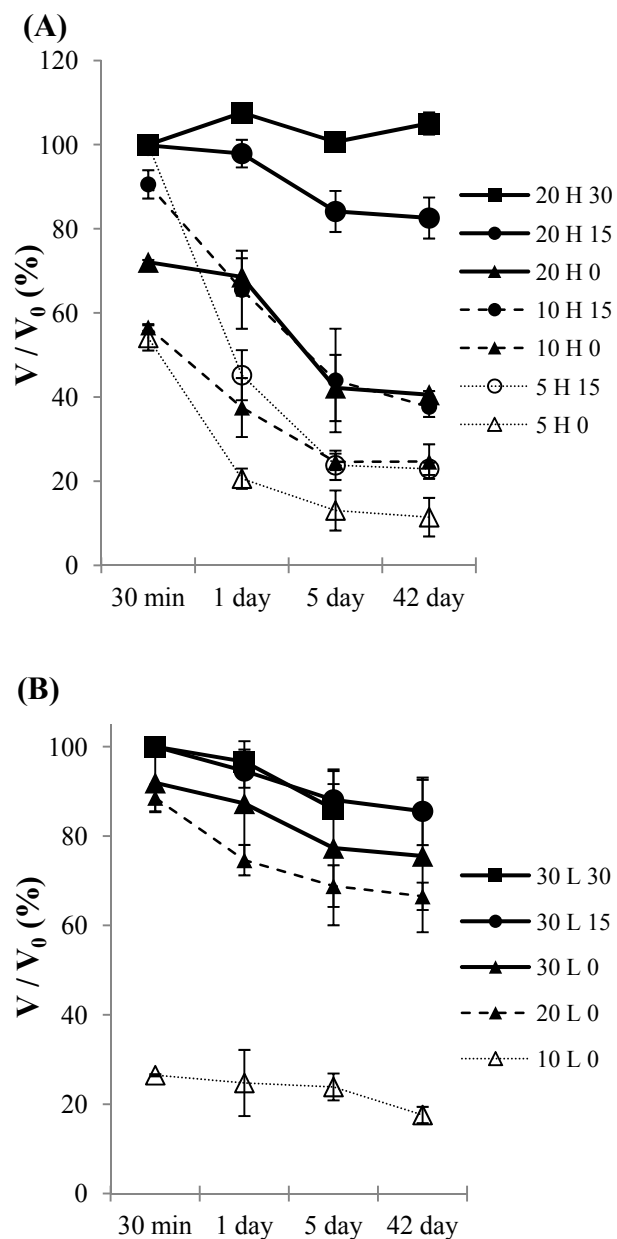 (A)
120
100
80
60
40
20
0
V / V₀ (%)
30 min 1 day 5 day 42 day
20 H 30
20 H 15
20 H 0
10 H 15
10 H 0
5 H 15
5 H 0
(B)
100
80
60
40
20
0
V / V₀ (%)
30 min 1 day 5 day 42 day
30 L 30
30 L 15
30 L 0
20 L 0
10 L 0